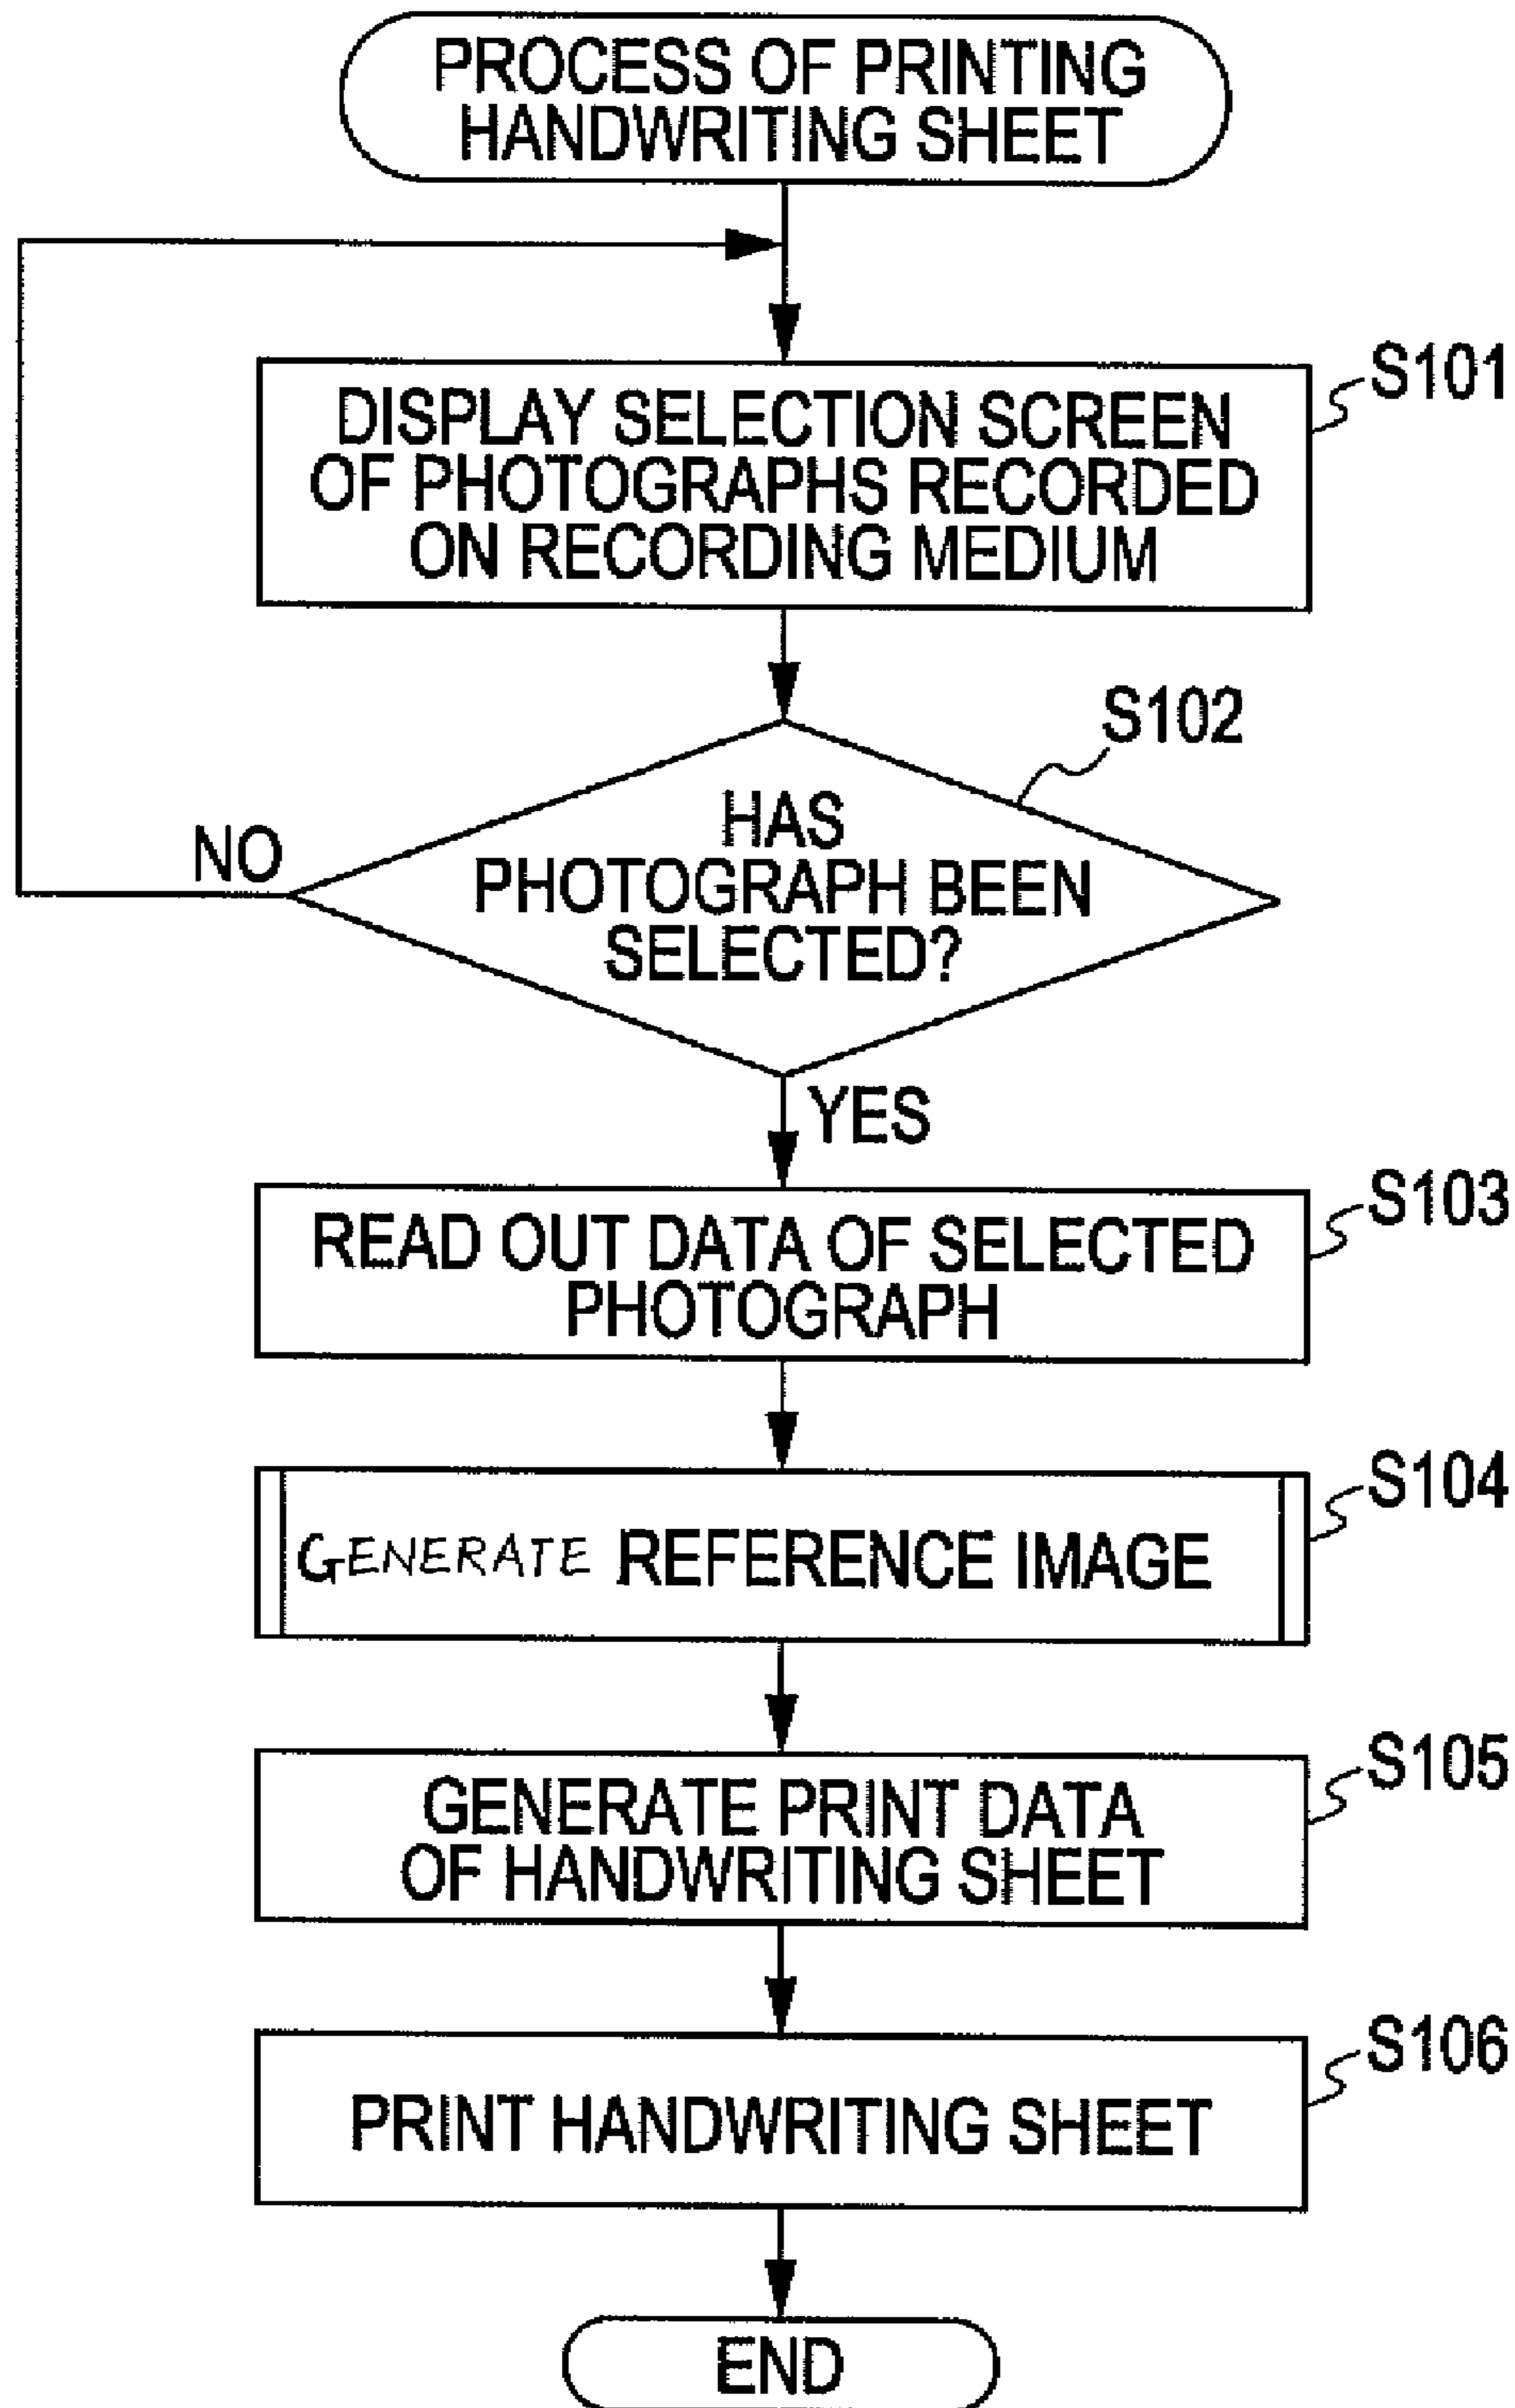 PROCESS OF PRINTING
HANDWRITING SHEET
S101
DISPLAY SELECTION SCREEN
OF PHOTOGRAPHS RECORDED
ON RECORDING MEDIUM
S102
HAS
PHOTOGRAPH BEEN
SELECTED?
NO
YES
S103
READ OUT DATA OF SELECTED
PHOTOGRAPH
S104
GENERATE REFERENCE IMAGE
S105
GENERATE PRINT DATA
OF HANDWRITING SHEET
S106
PRINT HANDWRITING SHEET
END